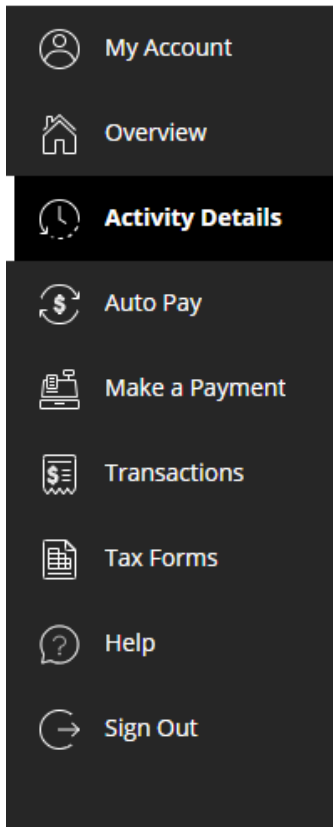 My Account
Overview
Activity Details
Auto Pay
Make a Payment
Transactions
Tax Forms
Help
Sign Out